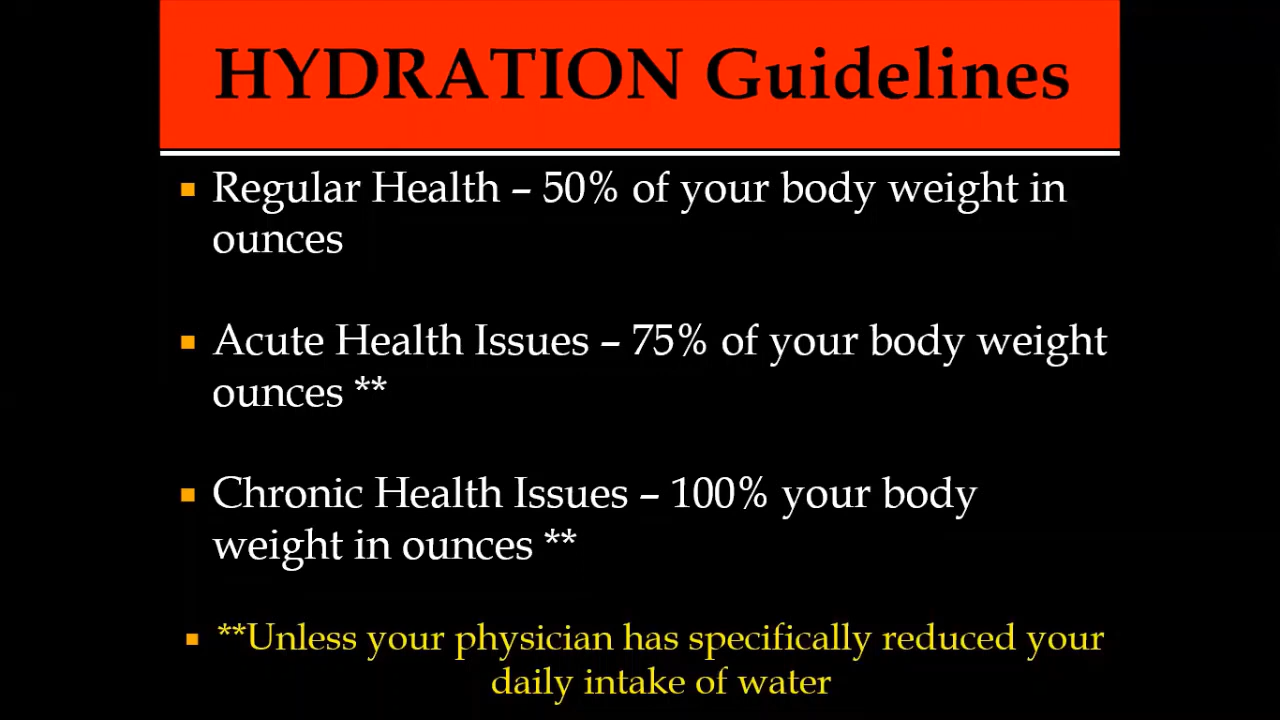 HYDRATION Guidelines
Regular Health – 50% of your body weight in
ounces
Acute Health Issues – 75% of your body weight
ounces **
Chronic Health Issues – 100% your body
weight in ounces **
**Unless your physician has specifically reduced your
daily intake of water